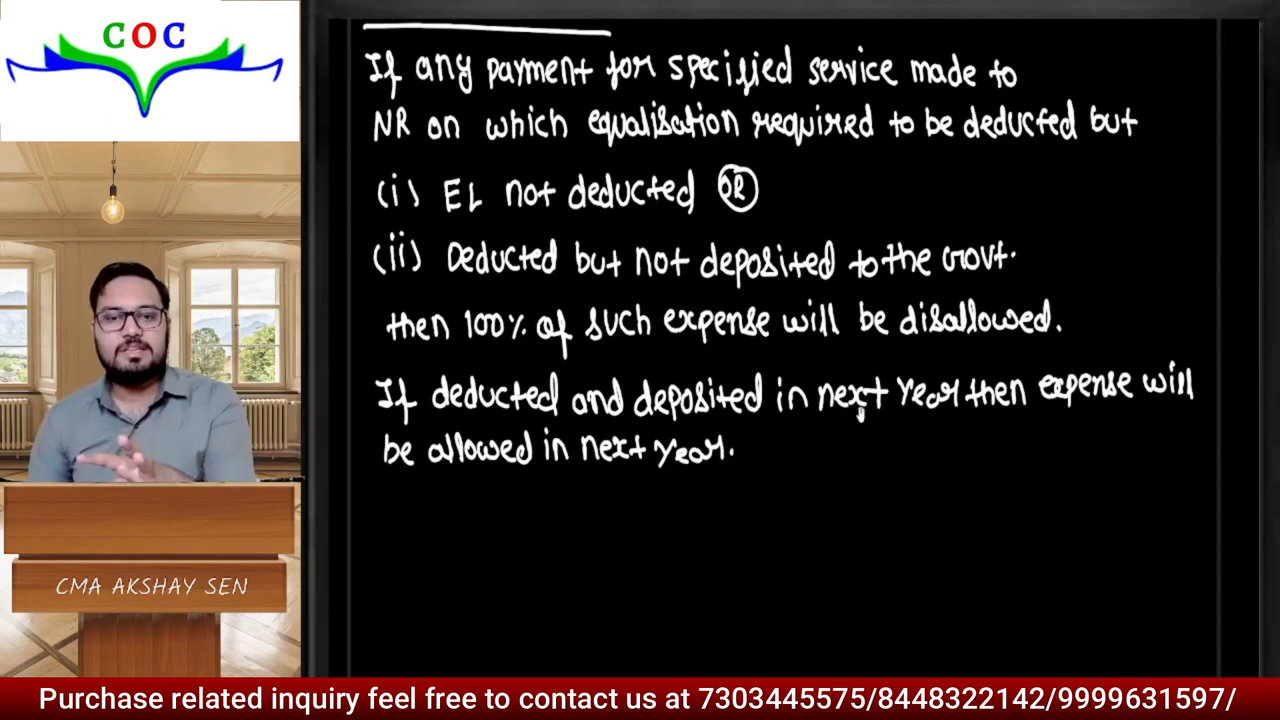 COC
If any payment for specified service made to
NR on which equalisation required to be deducted but
(i) EL not deducted OR
(ii) Deducted but not deposited to the Govt.
then 100% of such expense will be disallowed.
If deducted and deposited in next year then expense will
be allowed in next year.
CMA AKSHAY SEN
Purchase related inquiry feel free to contact us at 7303445575/8448322142/9999631597/